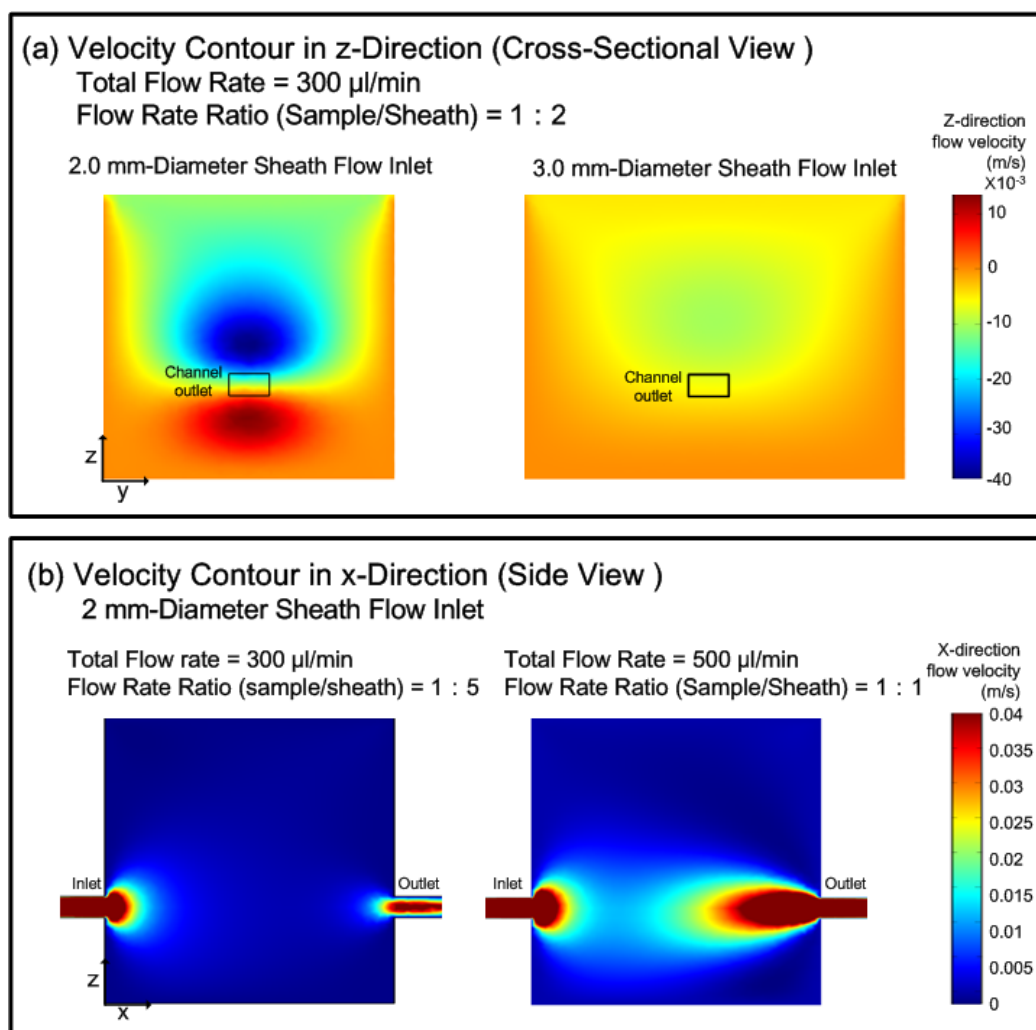 (a) Velocity Contour in z-Direction (Cross-Sectional View )
Total Flow Rate = 300 µl/min
Flow Rate Ratio (Sample/Sheath) = 1 : 2
Z-direction
flow velocity
(m/s)
X10⁻³
2.0 mm-Diameter Sheath Flow Inlet
3.0 mm-Diameter Sheath Flow Inlet
10
0
-10
-20
-30
-40
Channel
outlet
Channel
outlet
z
y
(b) Velocity Contour in x-Direction (Side View )
2 mm-Diameter Sheath Flow Inlet
Total Flow rate = 300 µl/min
Flow Rate Ratio (sample/sheath) = 1 : 5
Total Flow Rate = 500 µl/min
Flow Rate Ratio (Sample/Sheath) = 1 : 1
X-direction
flow velocity
(m/s)
0.04
0.035
0.03
0.025
0.02
0.015
0.01
0.005
0
Inlet
Outlet
Inlet
Outlet
z
x